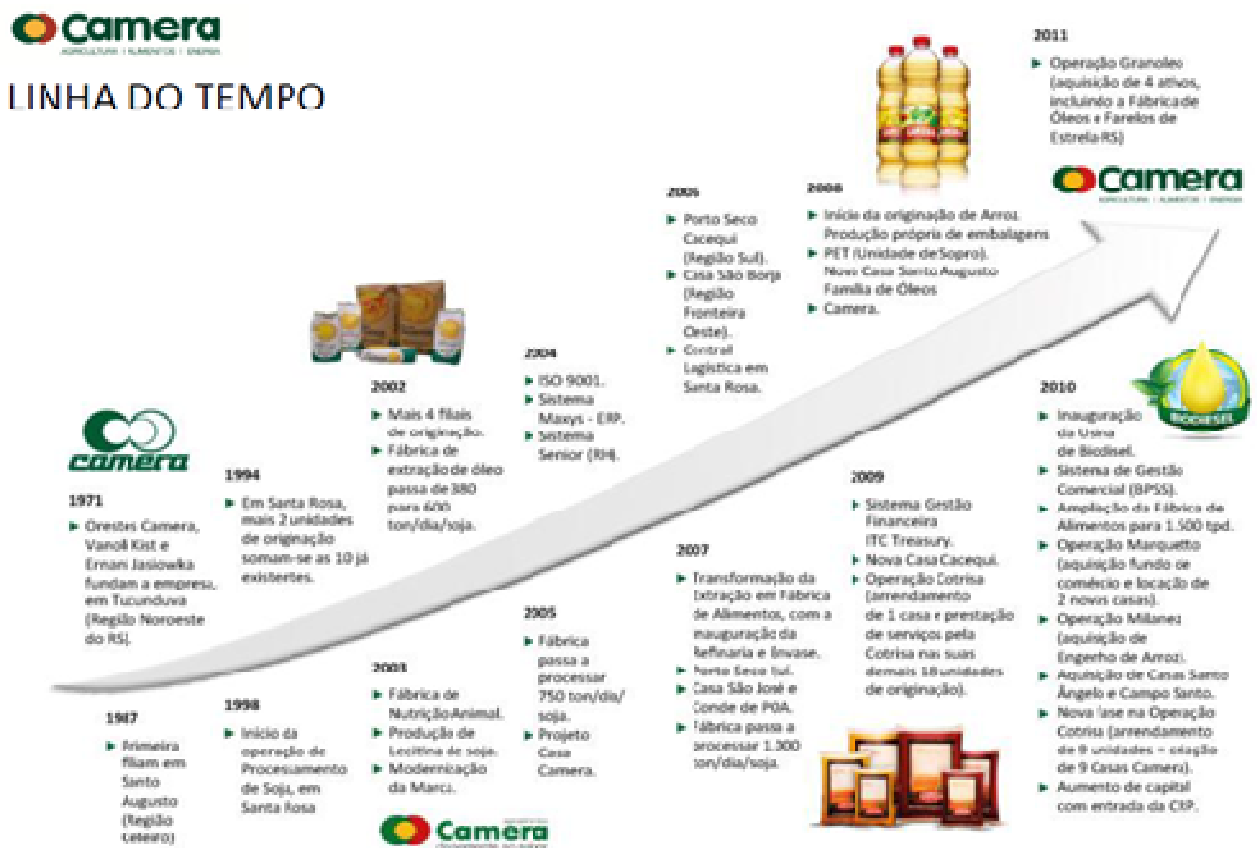 Camera
AGRICULTURA | ALIMENTOS | ENERGIA
LINHA DO TEMPO
camera
1971
Orestes Camera,
Vanoli Kist e
Ernani Jasiowka
fundam a empresa,
em Tucunduva
(Região Noroeste
do RS).
1987
Primeira
filiam em
Santo
Augusto
(Região
1994
Em Santa Rosa,
mais 2 unidades
de originação
somam-se as 10 já
existentes.
1998
Início da
operação de
Processamento
de Soja, em
Santa Rosa
2002
Mais 4 filiais
de originação.
Fábrica de
extração de óleo
passa de 380
para 600
ton/dia/soja.
2003
Fábrica de
Nutrição Animal.
Produção de
Lecitina de soja.
Modernização
da Marca.
Camera
2004
ISO 9001.
Sistema
Maxys - ERP.
Sistema
Senior (RH).
2005
Fábrica
passa a
processar
750 ton/dia/
soja.
Projeto
Casa
Camera.
2006
Porto Seco
Cacequi
(Região Sul).
Casa São Borja
(Região
Fronteira
Oeste).
Central
Logística em
Santa Rosa.
2007
Transformação da
Extração em Fábrica
de Alimentos, com a
inauguração da
Refinaria e Envase.
Porto Seco Sul.
Casa São José e
Conde de POA.
Fábrica passa a
processar 1.300
ton/dia/soja.
2008
Início da originação de Arroz.
Produção própria de embalagens
PET (Unidade de Sopro).
Nova Casa Santo Augusto
Família de Óleos
Camera.
2009
Sistema Gestão
Financeira
ITC Treasury.
Nova Casa Cacequi.
Operação Cotrisa
(arrendamento
de 1 casa e prestação
de serviços pela
Cotrisa nas suas
demais 18 unidades
de originação).
2010
Inauguração
da Usina
de Biodisel.
Sistema de Gestão
Comercial (BPSS).
Ampliação da Fábrica de
Alimentos para 1.500 tpd.
Operação Marquetto
(aquisição fundo de
comércio e locação de
2 novas casas).
Operação Milanez
(aquisição de
Engenho de Arroz).
Aquisição de Casas Santo
Ângelo e Campo Santo.
Nova fase na Operação
Cotrisa (arrendamento
de 9 unidades – criação
de 9 Casas Camera).
Aumento de capital
com entrada da CRP.
BIODIESEL
2011
Operação Granoleo
(aquisição de 4 ativos,
incluindo a Fábrica de
Óleos e Farelos de
Estrela-RS)
Camera
AGRICULTURA | ALIMENTOS | ENERGIA